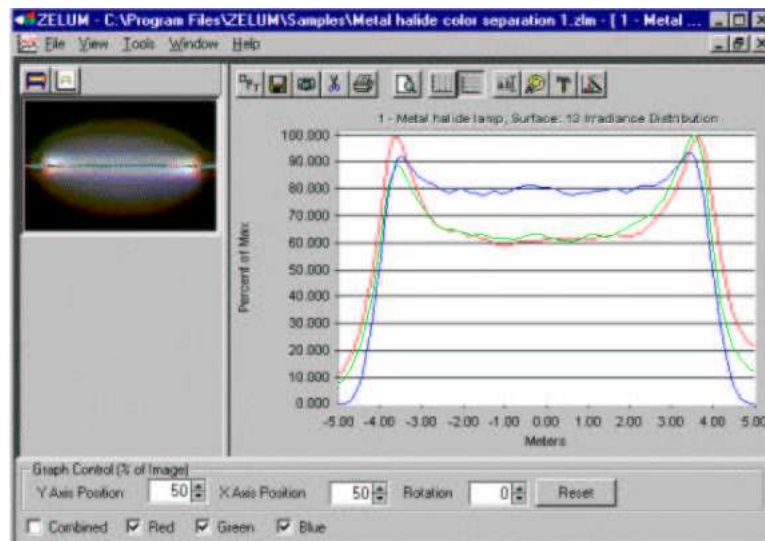 ZELUM - C:\Program Files\ZELUM\Samples\Metal halide color separation 1.zlm - [ 1 - Metal ...
File View Tools Window Help
1 - Metal halide lamp, Surface: 13 Irradiance Distribution
Percent of Max
100.000
90.000
80.000
70.000
60.000
50.000
40.000
30.000
20.000
10.000
0.000
-5.00 -4.00 -3.00 -2.00 -1.00 0.00 1.00 2.00 3.00 4.00 5.00
Meters
Graph Control (% of Image)
Y Axis Position 50 X Axis Position 50 Rotation 0 Reset
Combined Red Green Blue